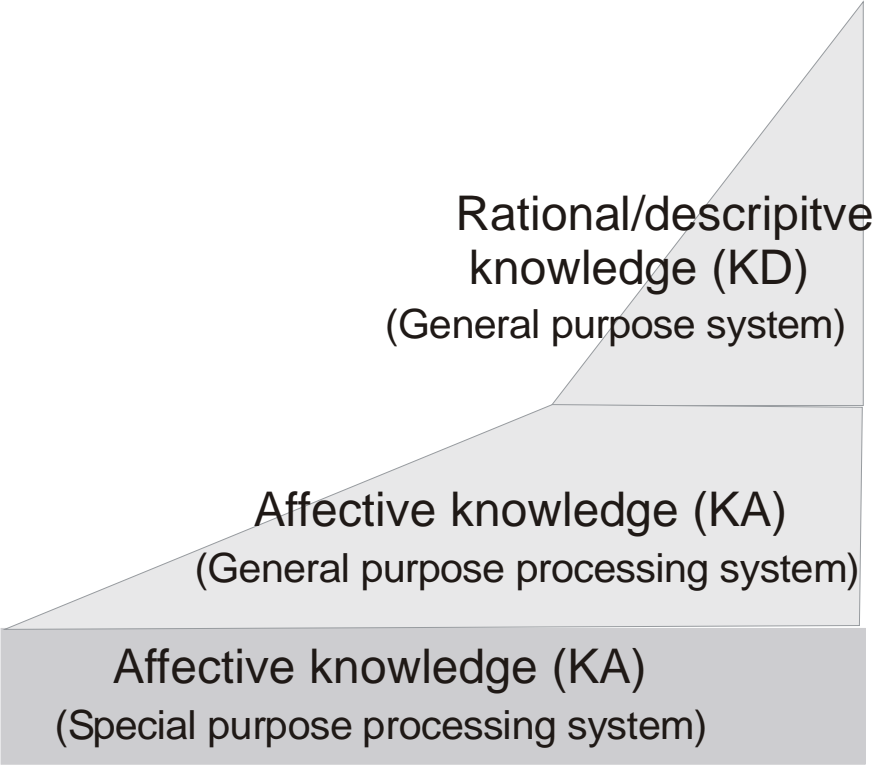 Rational/descripitve
knowledge (KD)
(General purpose system)
Affective knowledge (KA)
(General purpose processing system)
Affective knowledge (KA)
(Special purpose processing system)